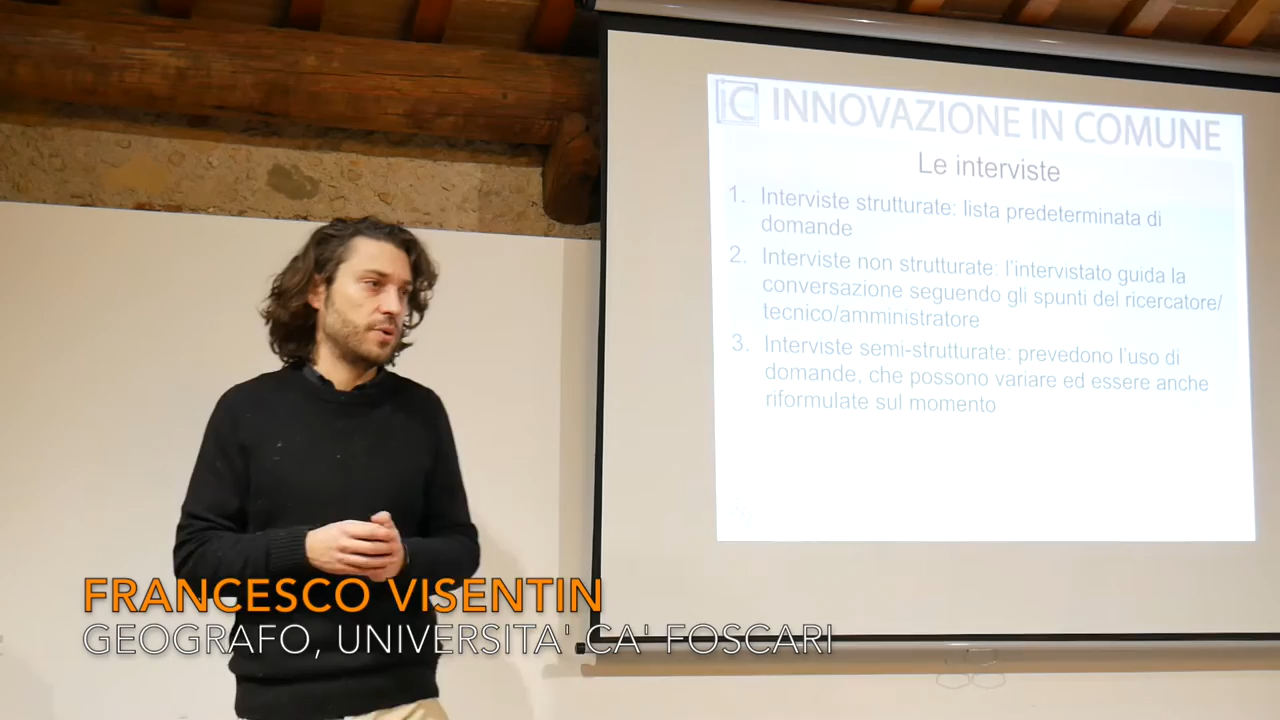 iC INNOVAZIONE IN COMUNE
Le interviste
1. Interviste strutturate: lista predeterminata di
domande
2. Interviste non strutturate: l'intervistato guida la
conversazione seguendo gli spunti del ricercatore/
tecnico/amministratore
3. Interviste semi-strutturate: prevedono l'uso di
domande, che possono variare ed essere anche
riformulate sul momento
FRANCESCO VISENTIN
GEOGRAFO, UNIVERSITA' CA' FOSCARI